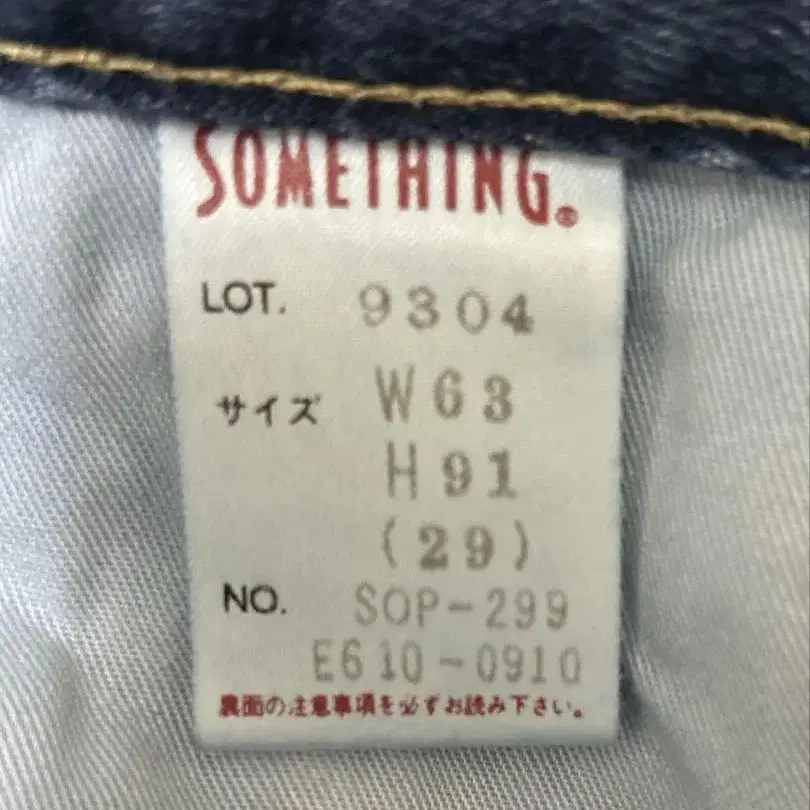 SOMETHING®
LOT. 9304
サイズ W63
H91
(29)
NO. SOP-299
E610-0910
裏面の注意事項を必ずお読み下さい。